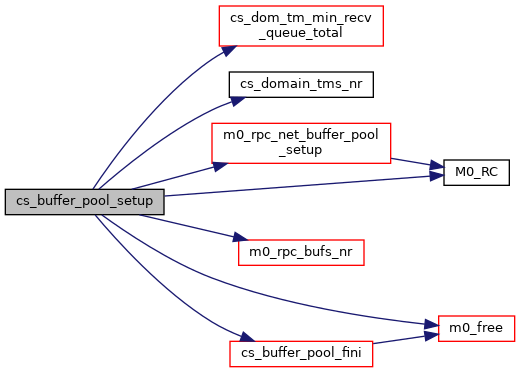 cs_dom_tm_min_recv
_queue_total
cs_domain_tms_nr
m0_rpc_net_buffer_pool
_setup
M0_RC
cs_buffer_pool_setup
m0_rpc_bufs_nr
m0_free
cs_buffer_pool_fini